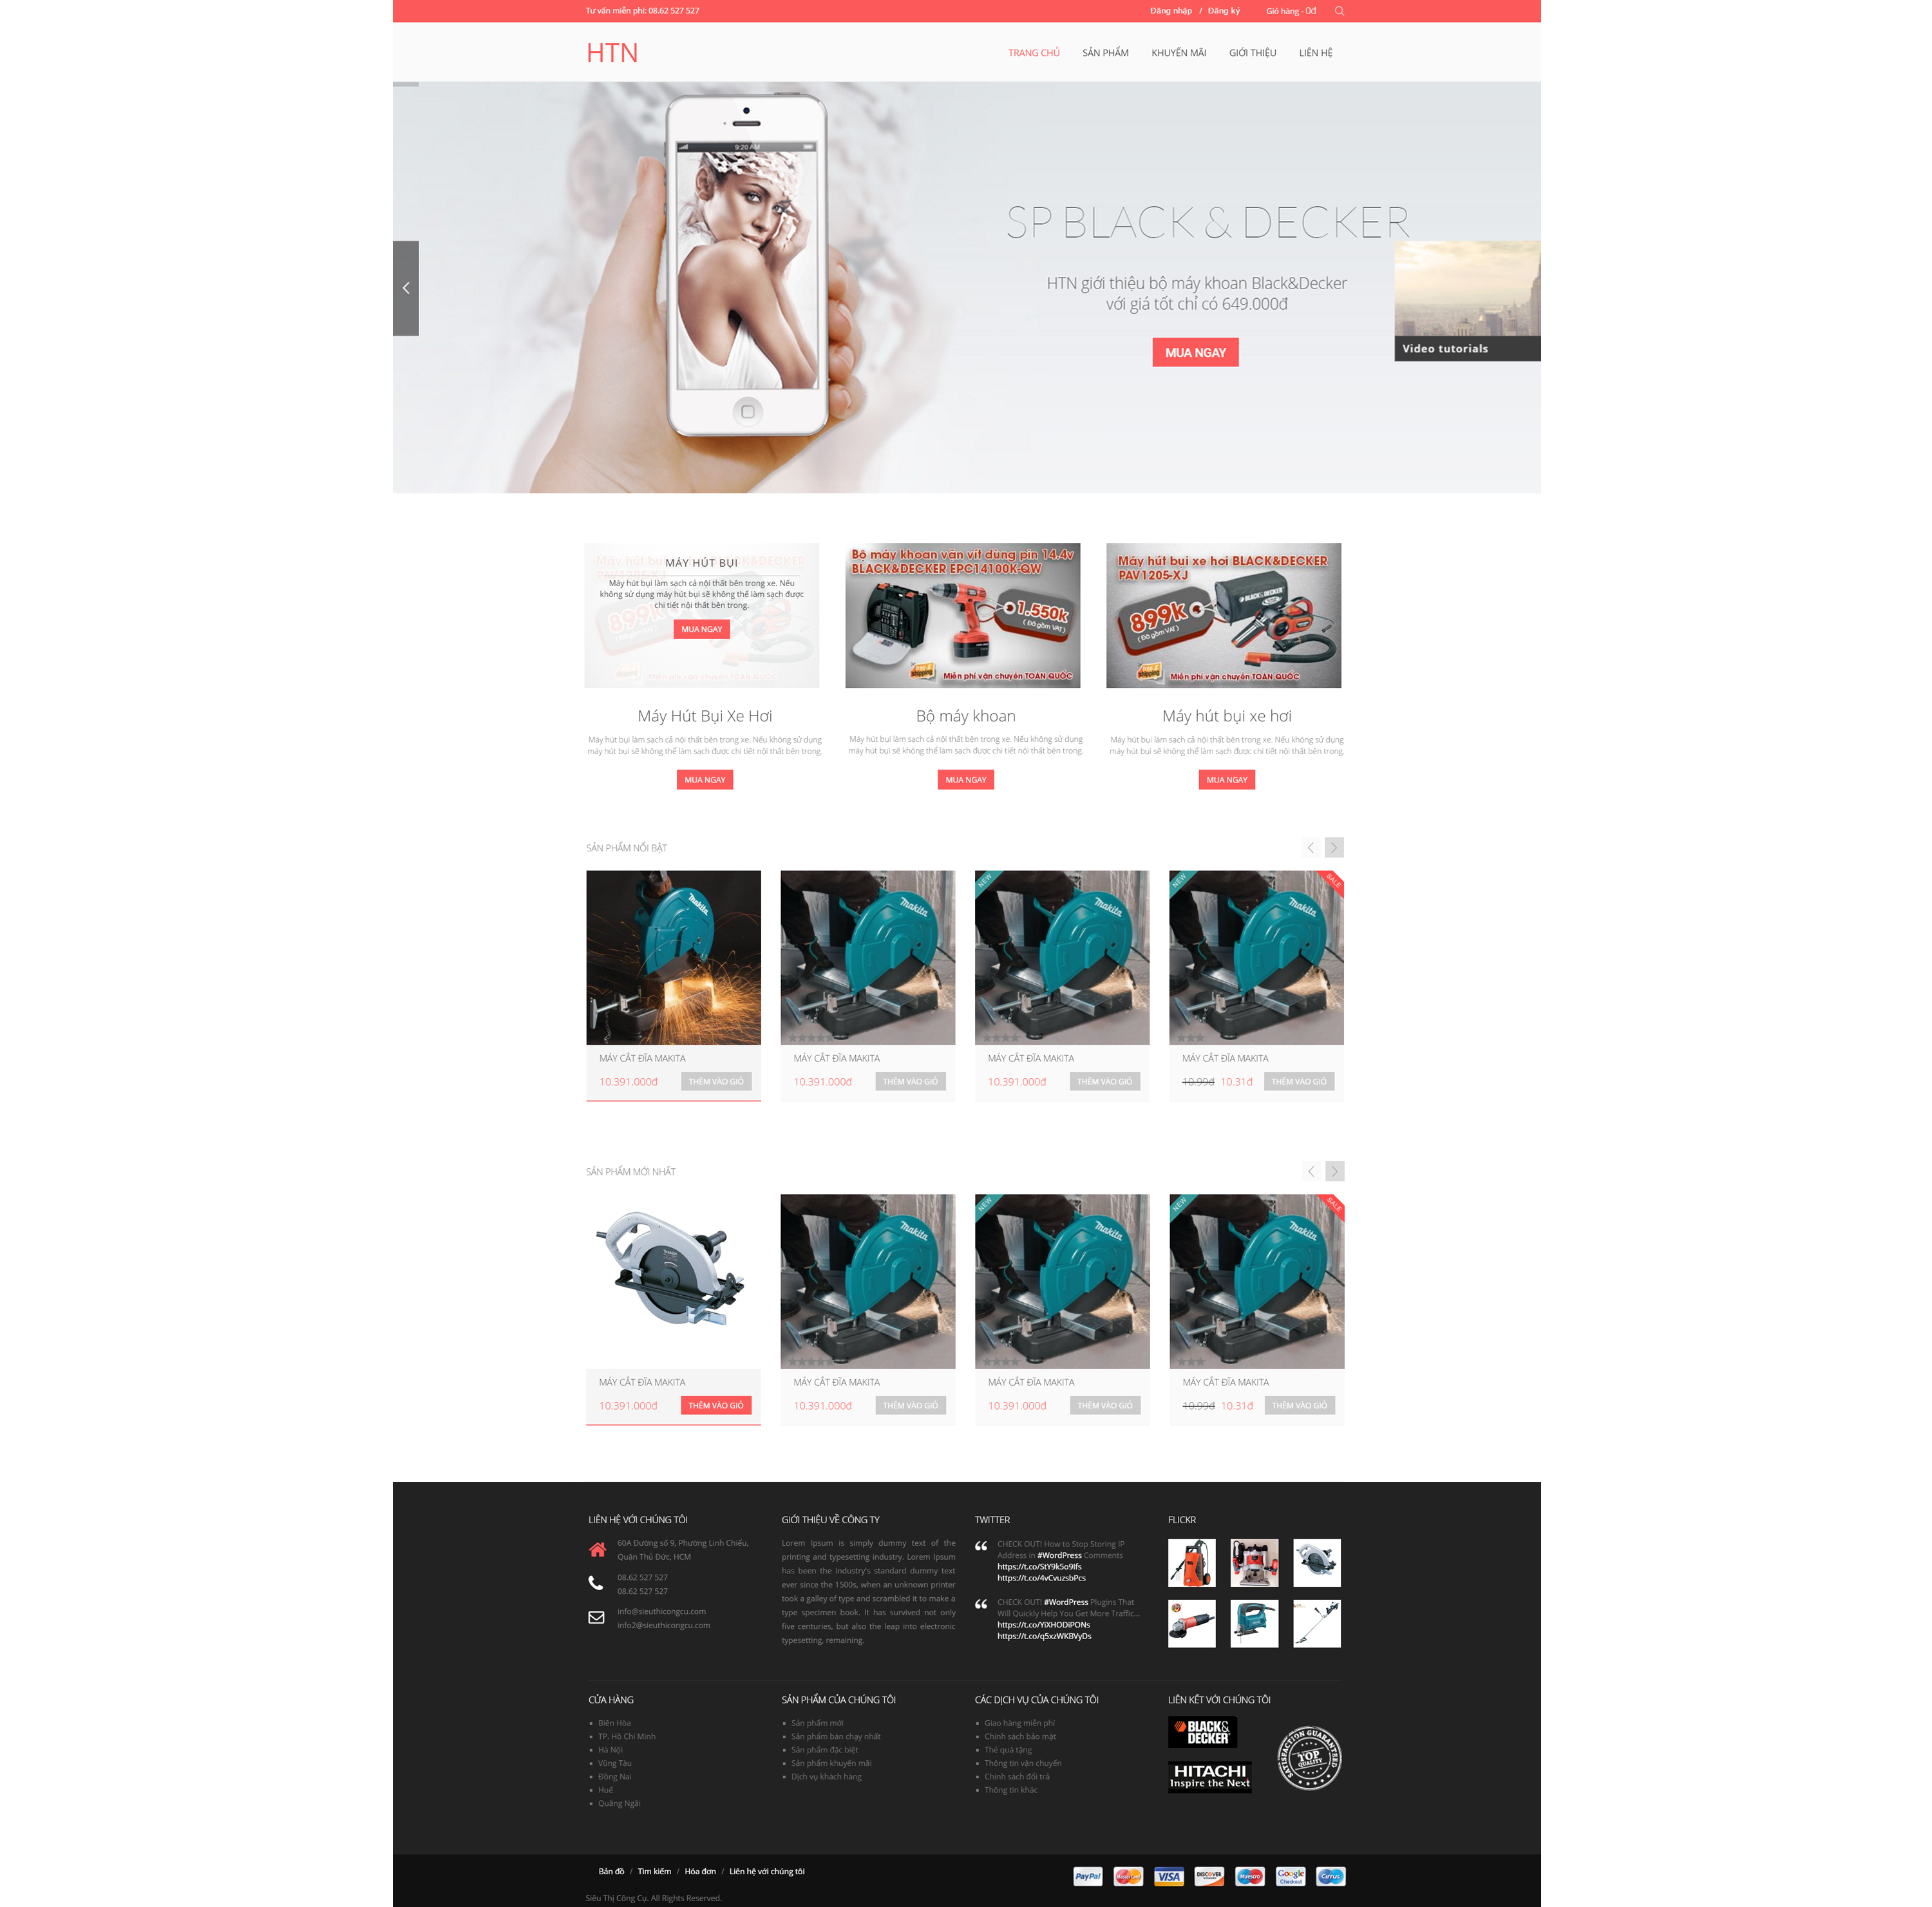 Tư vấn miễn phí: 08.62 527 527
Đăng nhập / Đăng ký
Giỏ hàng - 0đ
HTN
TRANG CHỦ
SẢN PHẨM
KHUYẾN MÃI
GIỚI THIỆU
LIÊN HỆ
9:20 AM
SP BLACK & DECKER
HTN giới thiệu bộ máy khoan Black&Decker
với giá tốt chỉ có 649.000đ
MUA NGAY
Video tutorials
MÁY HÚT BỤI
Máy hút bụi làm sạch cả nội thất bên trong xe. Nếu
không sử dụng máy hút bụi sẽ không thể làm sạch được
chi tiết nội thất bên trong.
MUA NGAY
899k
(Đã gồm VAT)
Miễn phí vận chuyển TOÀN QUỐC
Bộ máy khoan vặn vít dùng pin 14.4v
BLACK&DECKER EPC14100K-QW
1.550k
(Đã gồm VAT)
Miễn phí vận chuyển TOÀN QUỐC
Máy hút bụi xe hơi BLACK&DECKER
PAV1205-XJ
BLACK&DECKER
899k
(Đã gồm VAT)
shipping
Miễn phí vận chuyển TOÀN QUỐC
Máy Hút Bụi Xe Hơi
Máy hút bụi làm sạch cả nội thất bên trong xe. Nếu không sử dụng
máy hút bụi sẽ không thể làm sạch được chi tiết nội thất bên trong.
MUA NGAY
Bộ máy khoan
Máy hút bụi làm sạch cả nội thất bên trong xe. Nếu không sử dụng
máy hút bụi sẽ không thể làm sạch được chi tiết nội thất bên trong.
MUA NGAY
Máy hút bụi xe hơi
Máy hút bụi làm sạch cả nội thất bên trong xe. Nếu không sử dụng
máy hút bụi sẽ không thể làm sạch được chi tiết nội thất bên trong.
MUA NGAY
SẢN PHẨM NỔI BẬT
makita
MÁY CẮT ĐĨA MAKITA
10.391.000đ
THÊM VÀO GIỎ
makita
MÁY CẮT ĐĨA MAKITA
10.391.000đ
THÊM VÀO GIỎ
NEW
makita
MÁY CẮT ĐĨA MAKITA
10.391.000đ
THÊM VÀO GIỎ
NEW
SALE
makita
MÁY CẮT ĐĨA MAKITA
10.99đ 10.31đ
THÊM VÀO GIỎ
SẢN PHẨM MỚI NHẤT
MÁY CẮT ĐĨA MAKITA
10.391.000đ
THÊM VÀO GIỎ
makita
MÁY CẮT ĐĨA MAKITA
10.391.000đ
THÊM VÀO GIỎ
NEW
makita
MÁY CẮT ĐĨA MAKITA
10.391.000đ
THÊM VÀO GIỎ
NEW
SALE
makita
MÁY CẮT ĐĨA MAKITA
10.99đ 10.31đ
THÊM VÀO GIỎ
LIÊN HỆ VỚI CHÚNG TÔI
60A Đường số 9, Phường Linh Chiểu,
Quận Thủ Đức, HCM
08.62 527 527
08.62 527 527
info@sieuthicongcu.com
info2@sieuthicongcu.com
GIỚI THIỆU VỀ CÔNG TY
Lorem Ipsum is simply dummy text of the
printing and typesetting industry. Lorem Ipsum
has been the industry's standard dummy text
ever since the 1500s, when an unknown printer
took a galley of type and scrambled it to make a
type specimen book. It has survived not only
five centuries, but also the leap into electronic
typesetting, remaining.
TWITTER
CHECK OUT! How to Stop Storing IP
Address in #WordPress Comments
https://t.co/StY9k5o9Ifs
https://t.co/4vCvuzsbPcs
CHECK OUT! #WordPress Plugins That
Will Quickly Help You Get More Traffic...
https://t.co/YiXHODiPONs
https://t.co/q5xzWKBVyDs
FLICKR
CỬA HÀNG
Biên Hòa
TP. Hồ Chí Minh
Hà Nội
Vũng Tàu
Đồng Nai
Huế
Quãng Ngãi
SẢN PHẨM CỦA CHÚNG TÔI
Sản phẩm mới
Sản phẩm bán chạy nhất
Sản phẩm đặc biệt
Sản phẩm khuyến mãi
Dịch vụ khách hàng
CÁC DỊCH VỤ CỦA CHÚNG TÔI
Giao hàng miễn phí
Chính sách bảo mật
Thẻ quà tặng
Thông tin vận chuyển
Chính sách đổi trả
Thông tin khác
LIÊN KẾT VỚI CHÚNG TÔI
BLACK&
DECKER
HITACHI
Inspire the Next
SATISFACTION GUARANTEED
TOP
QUALITY
Bản đồ / Tìm kiếm / Hóa đơn / Liên hệ với chúng tôi
PayPal
MasterCard
VISA
DISCOVER
Maestro
Google
Checkout
Cirrus
Siêu Thị Công Cụ. All Rights Reserved.